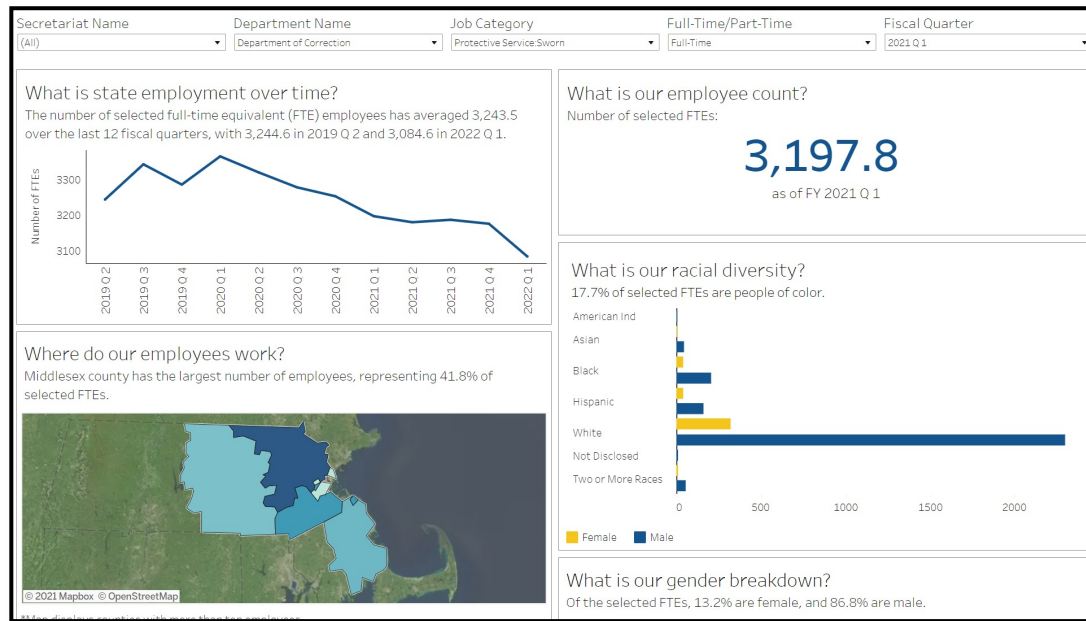 Secretariat Name
Department Name
Job Category
Full-Time/Part-Time
Fiscal Quarter
(All)
Department of Correction
Protective Service:Sworn
Full-Time
2021 Q 1
What is state employment over time?
The number of selected full-time equivalent (FTE) employees has averaged 3,243.5
over the last 12 fiscal quarters, with 3,244.6 in 2019 Q 2 and 3,084.6 in 2022 Q 1.
Number of FTEs
3300
3200
3100
2019 Q 2
2019 Q 3
2019 Q 4
2020 Q 1
2020 Q 2
2020 Q 3
2020 Q 4
2021 Q 1
2021 Q 2
2021 Q 3
2021 Q 4
2022 Q 1
What is our employee count?
Number of selected FTEs:
3,197.8
as of FY 2021 Q 1
Where do our employees work?
Middlesex county has the largest number of employees, representing 41.8% of
selected FTEs.
© 2021 Mapbox © OpenStreetMap
*Map displays counties with more than ten employees
What is our racial diversity?
17.7% of selected FTEs are people of color.
American Ind
Asian
Black
Hispanic
White
Not Disclosed
Two or More Races
0
500
1000
1500
2000
Female
Male
What is our gender breakdown?
Of the selected FTEs, 13.2% are female, and 86.8% are male.